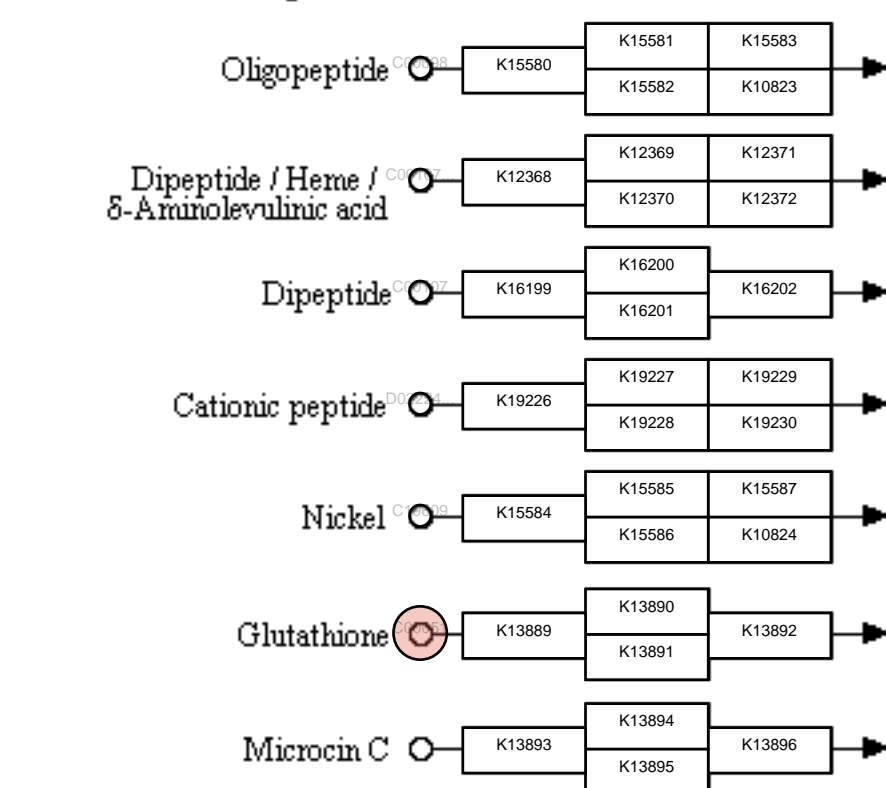 Oligopeptide K15580 K15581 K15583
K15582 K10823
Dipeptide / Heme /
δ-Aminolevulinic acid K12368 K12369 K12371
K12370 K12372
Dipeptide K16199 K16200 K16202
K16201
Cationic peptide K19226 K19227 K19229
K19228 K19230
Nickel K15584 K15585 K15587
K15586 K10824
Glutathione K13889 K13890 K13892
K13891
Microcin C K13893 K13894 K13896
K13895